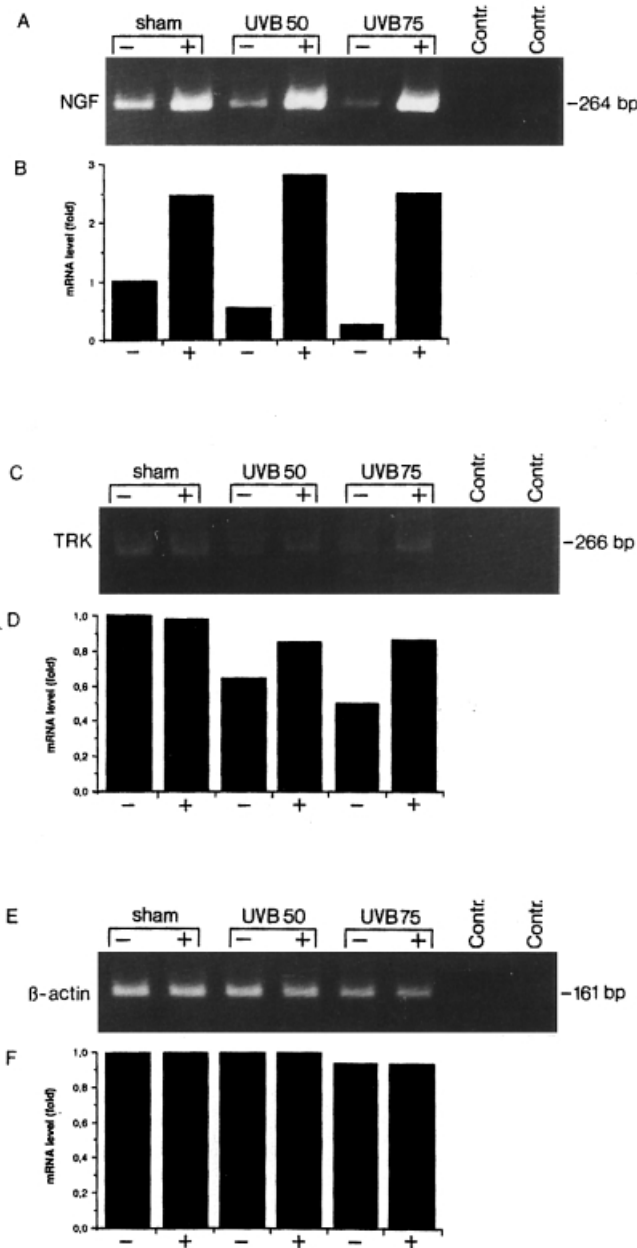 A sham UVB 50 UVB 75 Contr. Contr.
− + − + − +
NGF −264 bp
B
mRNA level (fold)
3
2
1
0
− + − + − +
C sham UVB 50 UVB 75 Contr. Contr.
− + − + − +
TRK −266 bp
D
mRNA level (fold)
1,0
0,8
0,6
0,4
0,2
0,0
− + − + − +
E sham UVB 50 UVB 75 Contr. Contr.
− + − + − +
ß-actin −161 bp
F
mRNA level (fold)
1,0
0,8
0,6
0,4
0,2
0,0
− + − + − +